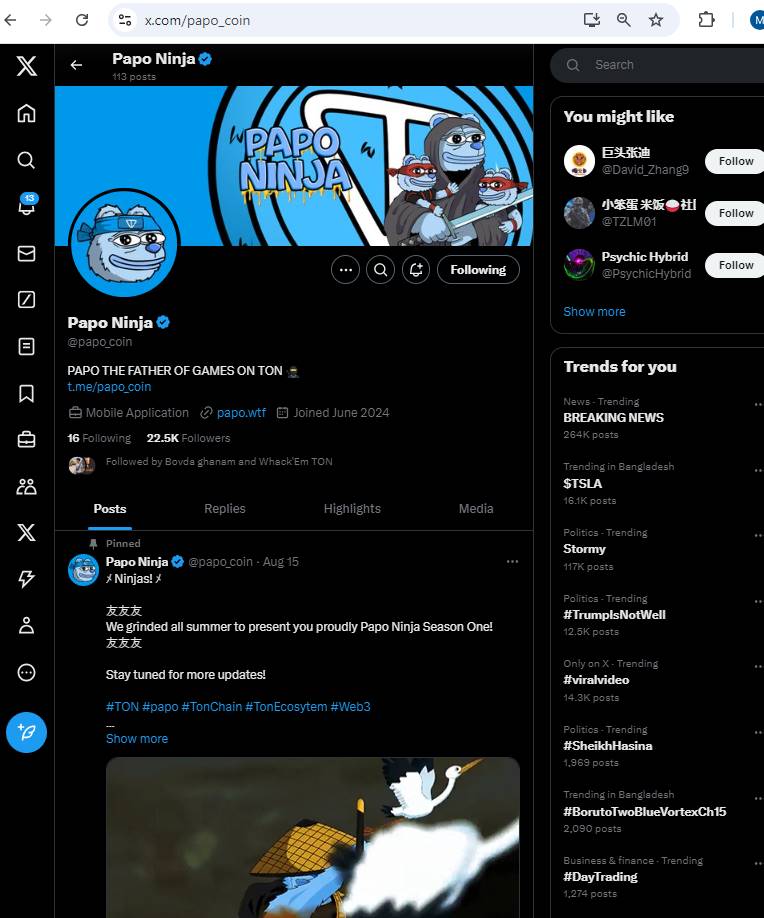 x.com/papo_coin
M
Papo Ninja
113 posts
PAPO
NINJA
13
Following
Papo Ninja
@papo_coin
PAPO THE FATHER OF GAMES ON TON 🥷
t.me/papo_coin
Mobile Application papo.wtf Joined June 2024
16 Following 22.5K Followers
Followed by Bovda ghanam and Whack'Em TON
Posts Replies Highlights Media
Pinned
Papo Ninja @papo_coin · Aug 15
〆Ninjas!〆
友友友
We grinded all summer to present you proudly Papo Ninja Season One!
友友友
Stay tuned for more updates!
#TON #papo #TonChain #TonEcosytem #Web3
...
Show more
Search
You might like
巨头张迪
@David_Zhang9
Follow
小笨蛋 米饭🍚社
@TZLM01
Follow
Psychic Hybrid
@PsychicHybrid
Follow
Show more
Trends for you
News · Trending
BREAKING NEWS
264K posts
Trending in Bangladesh
$TSLA
16.1K posts
Politics · Trending
Stormy
117K posts
Politics · Trending
#TrumpIsNotWell
12.5K posts
Only on X · Trending
#viralvideo
14.3K posts
Politics · Trending
#SheikhHasina
1,969 posts
Trending in Bangladesh
#BorutoTwoBlueVortexCh15
2,090 posts
Business & finance · Trending
#DayTrading
1,274 posts